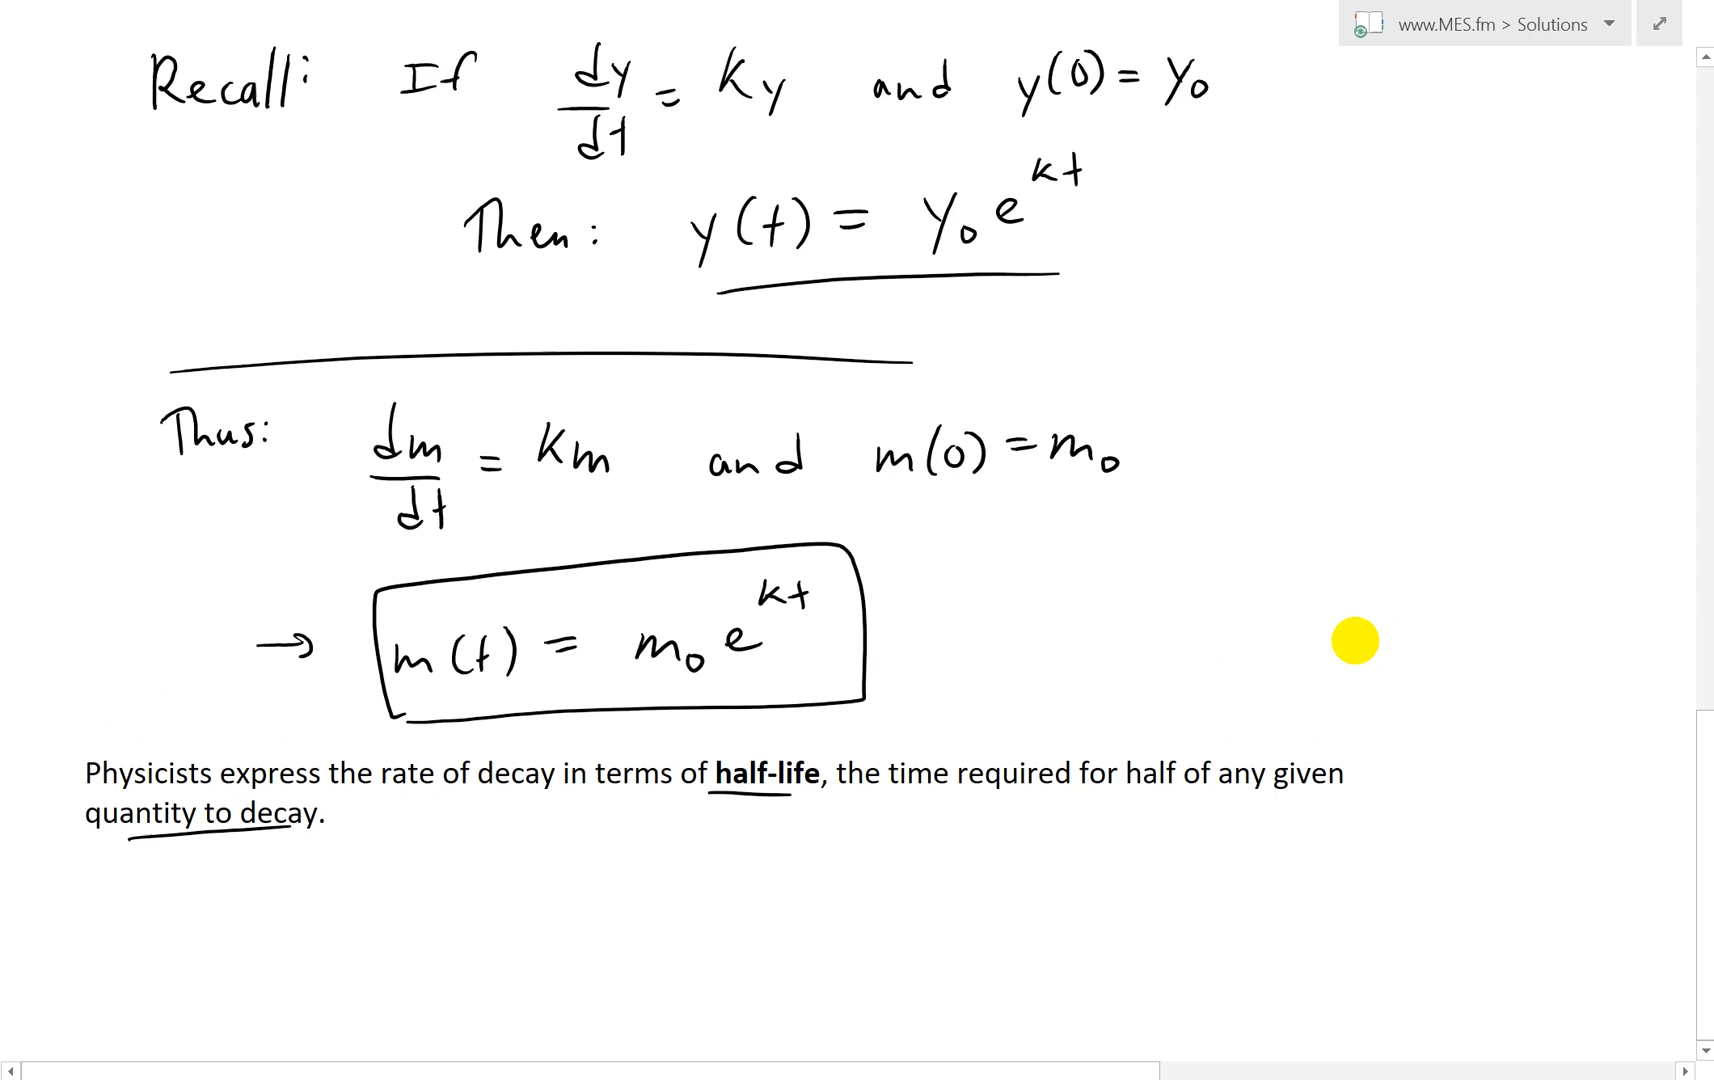 www.MES.fm > Solutions
Recall: If dy/dt = ky and y(0) = y₀
Then: y(t) = y₀ e^kt
Thus: dm/dt = km and m(0) = m₀
→ m(t) = m₀ e^kt
Physicists express the rate of decay in terms of half-life, the time required for half of any given
quantity to decay.